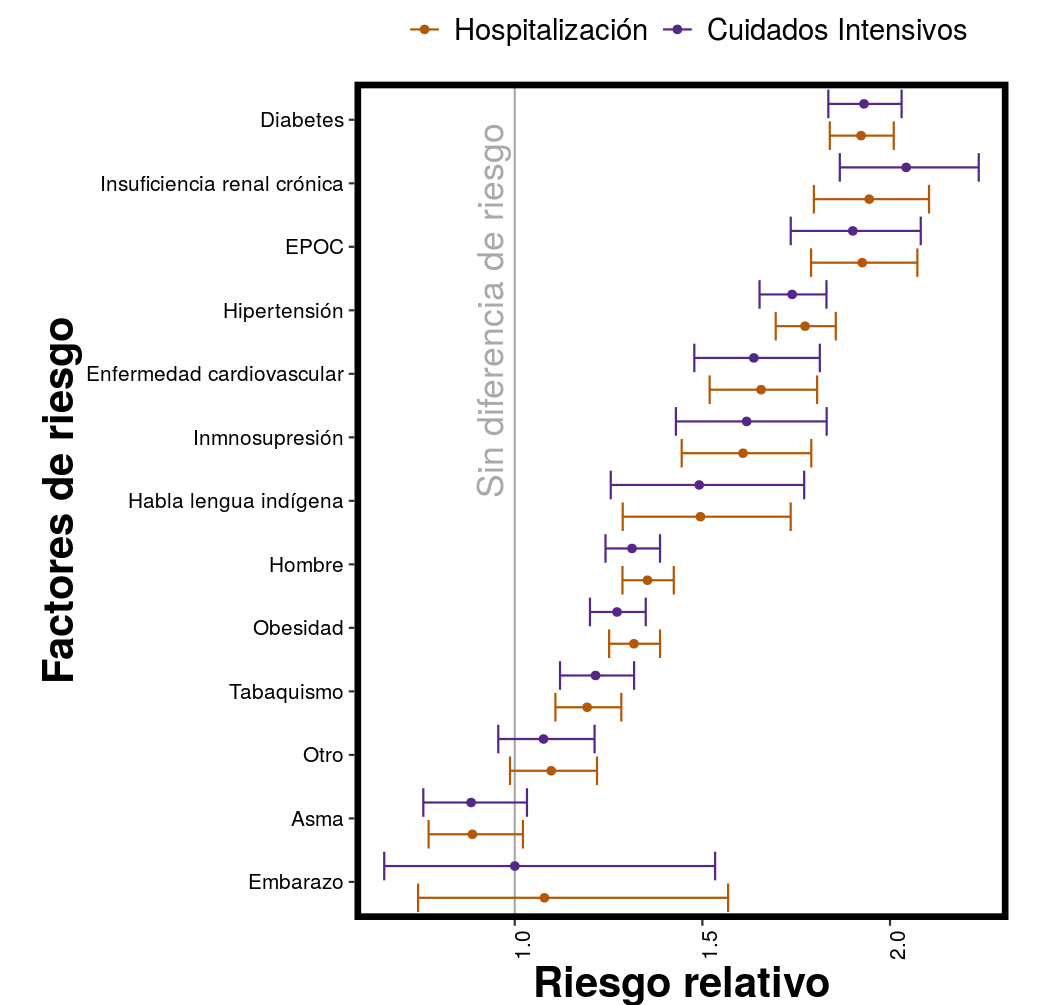 Hospitalización Cuidados Intensivos
Sin diferencia de riesgo
Factores de riesgo
Diabetes
Insuficiencia renal crónica
EPOC
Hipertensión
Enfermedad cardiovascular
Inmnosupresión
Habla lengua indígena
Hombre
Obesidad
Tabaquismo
Otro
Asma
Embarazo
1.0 1.5 2.0
Riesgo relativo